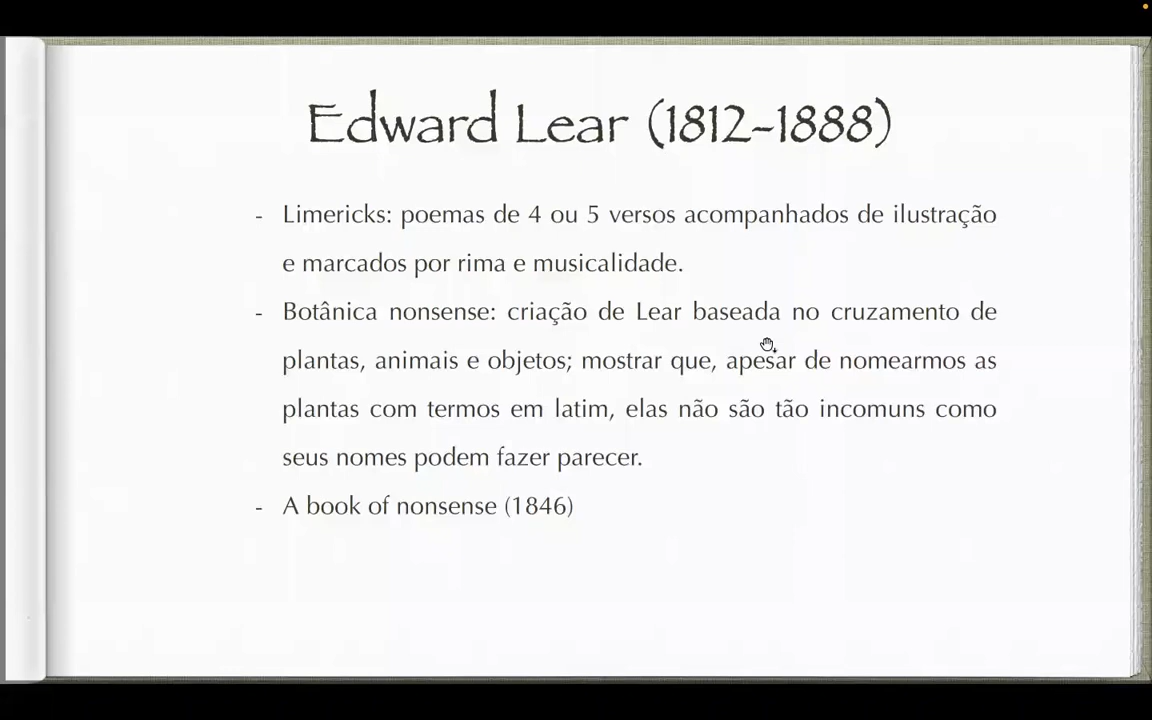 Edward Lear (1812-1888)
- Limericks: poemas de 4 ou 5 versos acompanhados de ilustração
e marcados por rima e musicalidade.
- Botânica nonsense: criação de Lear baseada no cruzamento de
plantas, animais e objetos; mostrar que, apesar de nomearmos as
plantas com termos em latim, elas não são tão incomuns como
seus nomes podem fazer parecer.
- A book of nonsense (1846)